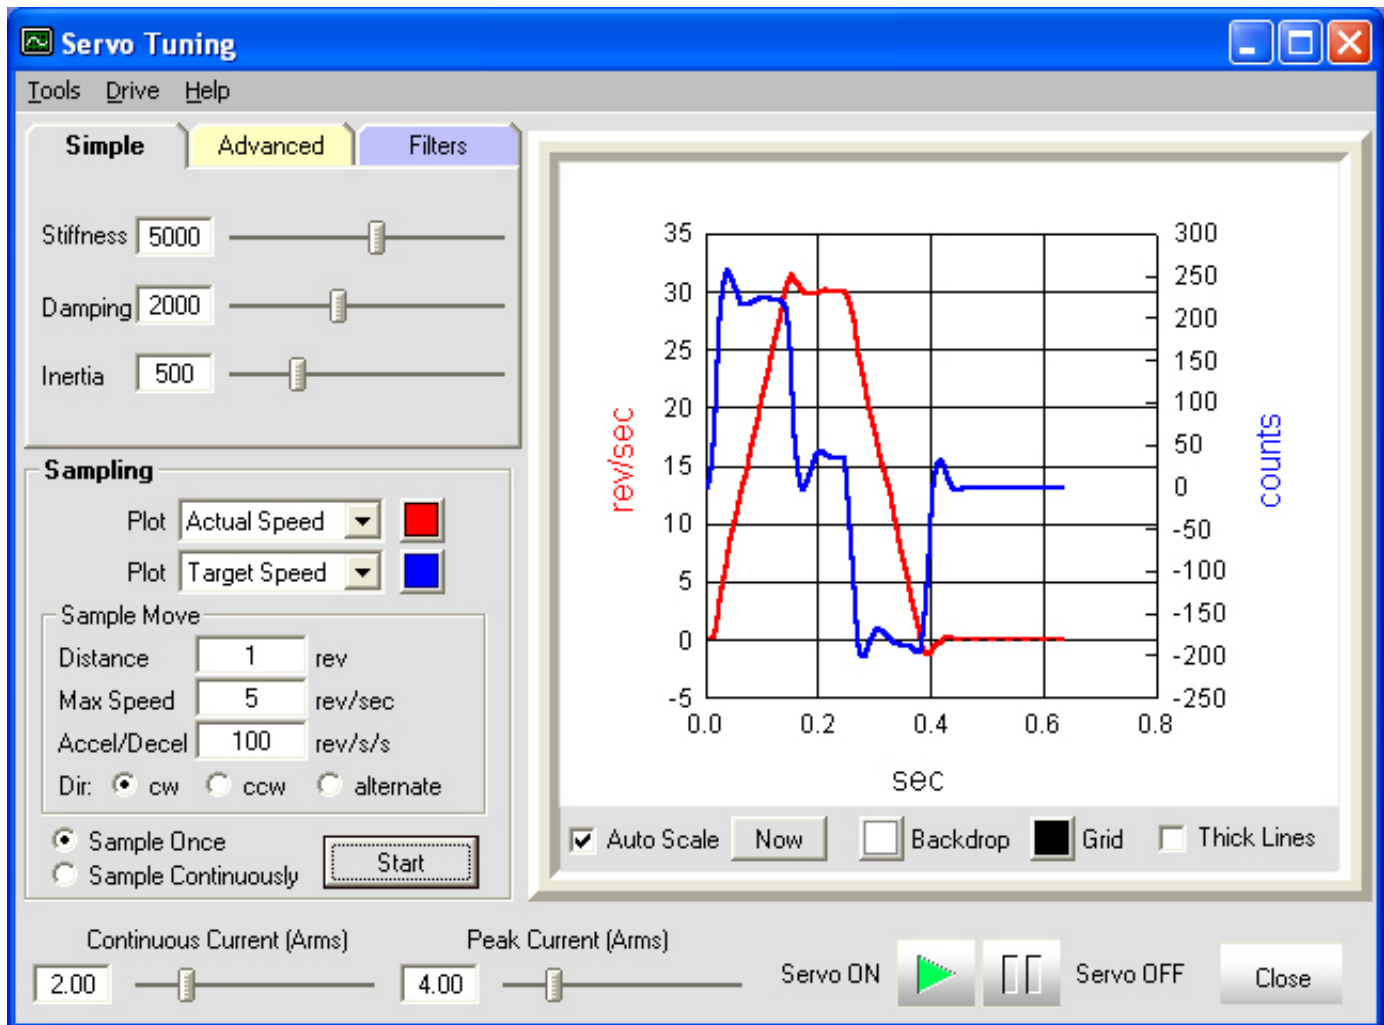 Servo Tuning
Tools Drive Help
Simple Advanced Filters
Stiffness 5000
Damping 2000
Inertia 500
Sampling
Plot Actual Speed
Plot Target Speed
Sample Move
Distance 1 rev
Max Speed 5 rev/sec
Accel/Decel 100 rev/s/s
Dir: cw ccw alternate
Sample Once
Sample Continuously
Start
35
30
25
20
15
10
5
0
-5
rev/sec
300
250
200
150
100
50
0
-50
-100
-150
-200
-250
counts
0.0 0.2 0.4 0.6 0.8
sec
Auto Scale Now Backdrop Grid Thick Lines
Continuous Current (Arms) Peak Current (Arms)
2.00 4.00 Servo ON Servo OFF Close